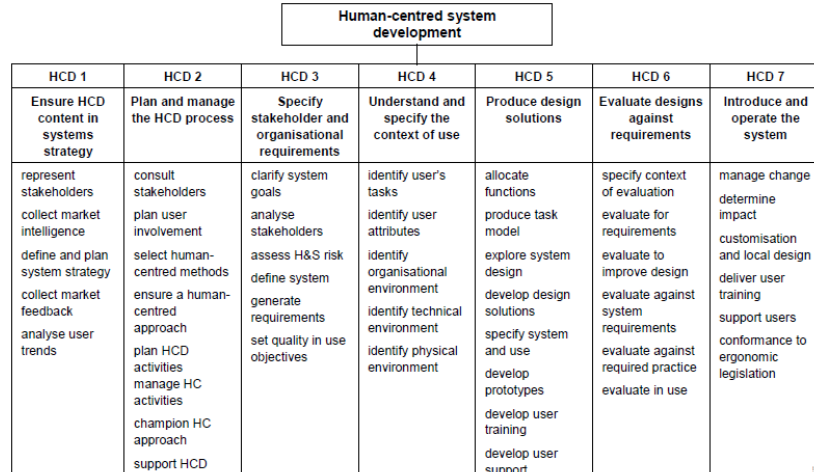 Human-centred system
development
HCD 1
Ensure HCD
content in
systems
strategy
represent
stakeholders
collect market
intelligence
define and plan
system strategy
collect market
feedback
analyse user
trends
HCD 2
Plan and manage
the HCD process
consult
stakeholders
plan user
involvement
select human-
centred methods
ensure a human-
centred
approach
plan HCD
activities
manage HC
activities
champion HC
approach
support HCD
HCD 3
Specify
stakeholder and
organisational
requirements
clarify system
goals
analyse
stakeholders
assess H&S risk
define system
generate
requirements
set quality in use
objectives
HCD 4
Understand and
specify the
context of use
identify user's
tasks
identify user
attributes
identify
organisational
environment
identify technical
environment
identify physical
environment
HCD 5
Produce design
solutions
allocate
functions
produce task
model
explore system
design
develop design
solutions
specify system
and use
develop
prototypes
develop user
training
develop user
support
HCD 6
Evaluate designs
against
requirements
specify context
of evaluation
evaluate for
requirements
evaluate to
improve design
evaluate against
system
requirements
evaluate against
required practice
evaluate in use
HCD 7
Introduce and
operate the
system
manage change
determine
impact
customisation
and local design
deliver user
training
support users
conformance to
ergonomic
legislation